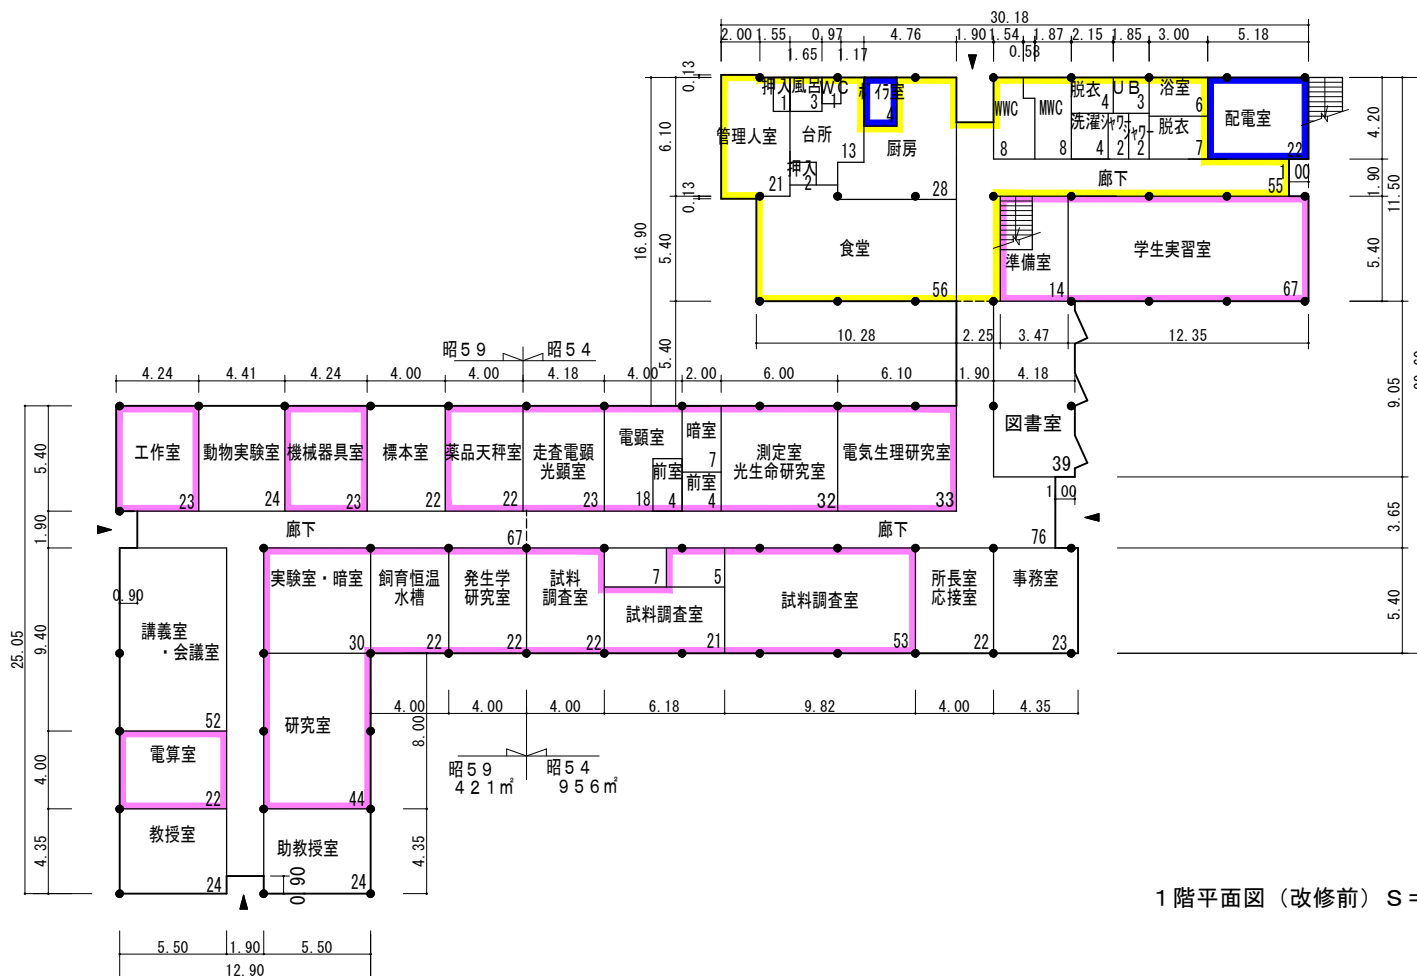 30.18
2.00 1.55 0.97 4.76 1.90 1.54 1.87 2.15 1.85 3.00 5.18
1.65 1.17 0.58
0.13
押入 風呂 WC ボイラ室 WWC MWC 脱衣 UB 浴室
1 3 1 4 4 3 6
管理人室 台所 厨房 洗濯 シャワー シャワー 脱衣 配電室
13 8 8 4 2 2 7 22
押入
21 2 28
廊下
55
1.00
6.10
0.13
16.90
5.40
5.40
4.20
1.90
11.50
5.40
食堂
56
準備室
14
学生実習室
67
10.28 2.25 3.47 12.35
昭59 昭54
4.24 4.41 4.24 4.00 4.00 4.18 4.00 2.00 6.00 6.10 1.90 4.18
9.05
工作室 動物実験室 機械器具室 標本室 薬品天秤室 走査電顕
光顕室 電顕室 暗室 測定室
光生命研究室 電気生理研究室 図書室
前室 7 前室
39
23 24 23 22 22 23 18 4 4 32 33
1.00
5.40
1.90
廊下 廊下
67 76
3.65
0.90
実験室・暗室 飼育恒温
水槽 発生学
研究室 試料
調査室 7 5 試料調査室 試料調査室 所長室
応接室 事務室
30 22 22 22 21 53 22 23
5.40
講義室
・会議室
52
25.05
9.40
4.00 4.00 4.00 6.18 9.82 4.00 4.35
8.00
研究室
44
電算室
22
4.00
昭59 昭54
421㎡ 956㎡
教授室
24
助教授室
24
4.35
4.35
0.90
1階平面図（改修前）S=
5.50 1.90 5.50
12.90